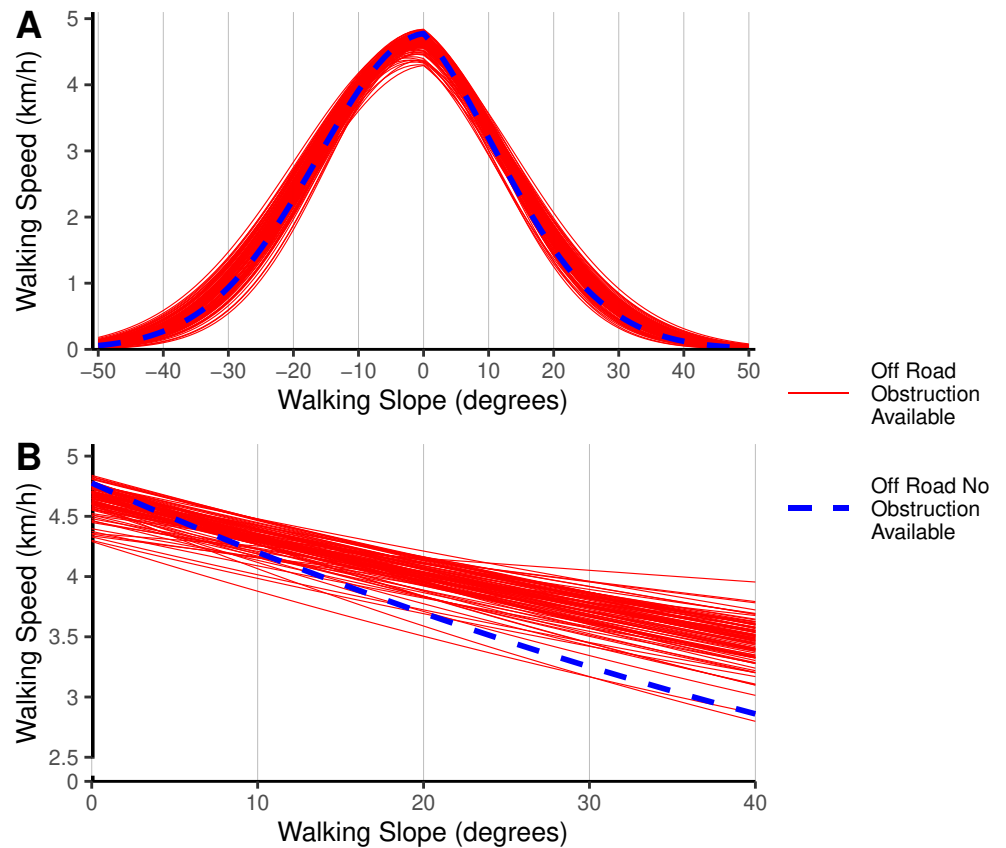 A
Walking Speed (km/h)
5
4
3
2
1
0
−50 −40 −30 −20 −10 0 10 20 30 40 50
Walking Slope (degrees)
Off Road
Obstruction
Available
Off Road No
Obstruction
Available
B
Walking Speed (km/h)
5
4.5
4
3.5
3
2.5
0
0 10 20 30 40
Walking Slope (degrees)